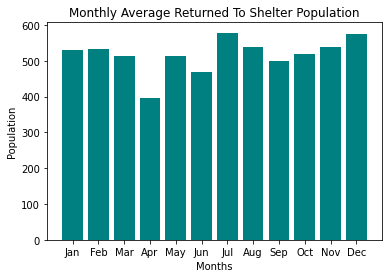 Monthly Average Returned To Shelter Population
600
500
400
300
200
100
0
Population
Jan Feb Mar Apr May Jun Jul Aug Sep Oct Nov Dec
Months